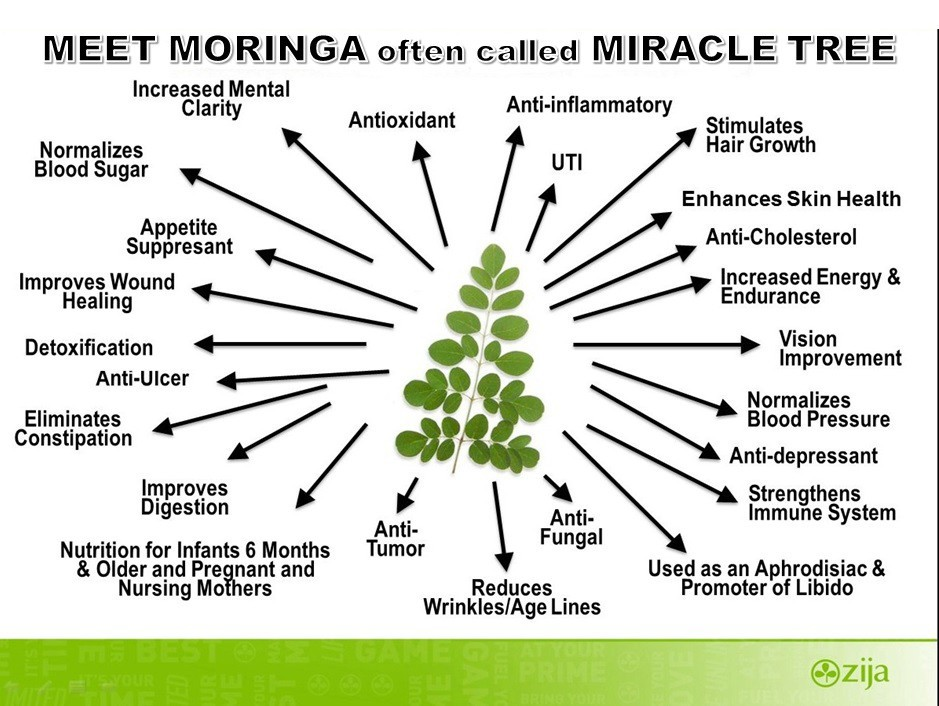 MEET MORINGA often called MIRACLE TREE
Increased Mental
Clarity
Antioxidant
Anti-inflammatory
UTI
Stimulates
Hair Growth
Normalizes
Blood Sugar
Enhances Skin Health
Appetite
Suppresant
Anti-Cholesterol
Improves Wound
Healing
Increased Energy &
Endurance
Detoxification
Vision
Improvement
Anti-Ulcer
Eliminates
Constipation
Normalizes
Blood Pressure
Anti-depressant
Improves
Digestion
Strengthens
Immune System
Anti-
Tumor
Anti-
Fungal
Nutrition for Infants 6 Months
& Older and Pregnant and
Nursing Mothers
Reduces
Wrinkles/Age Lines
Used as an Aphrodisiac &
Promoter of Libido
BEST
GAME
AT YOUR
PRIME
zija